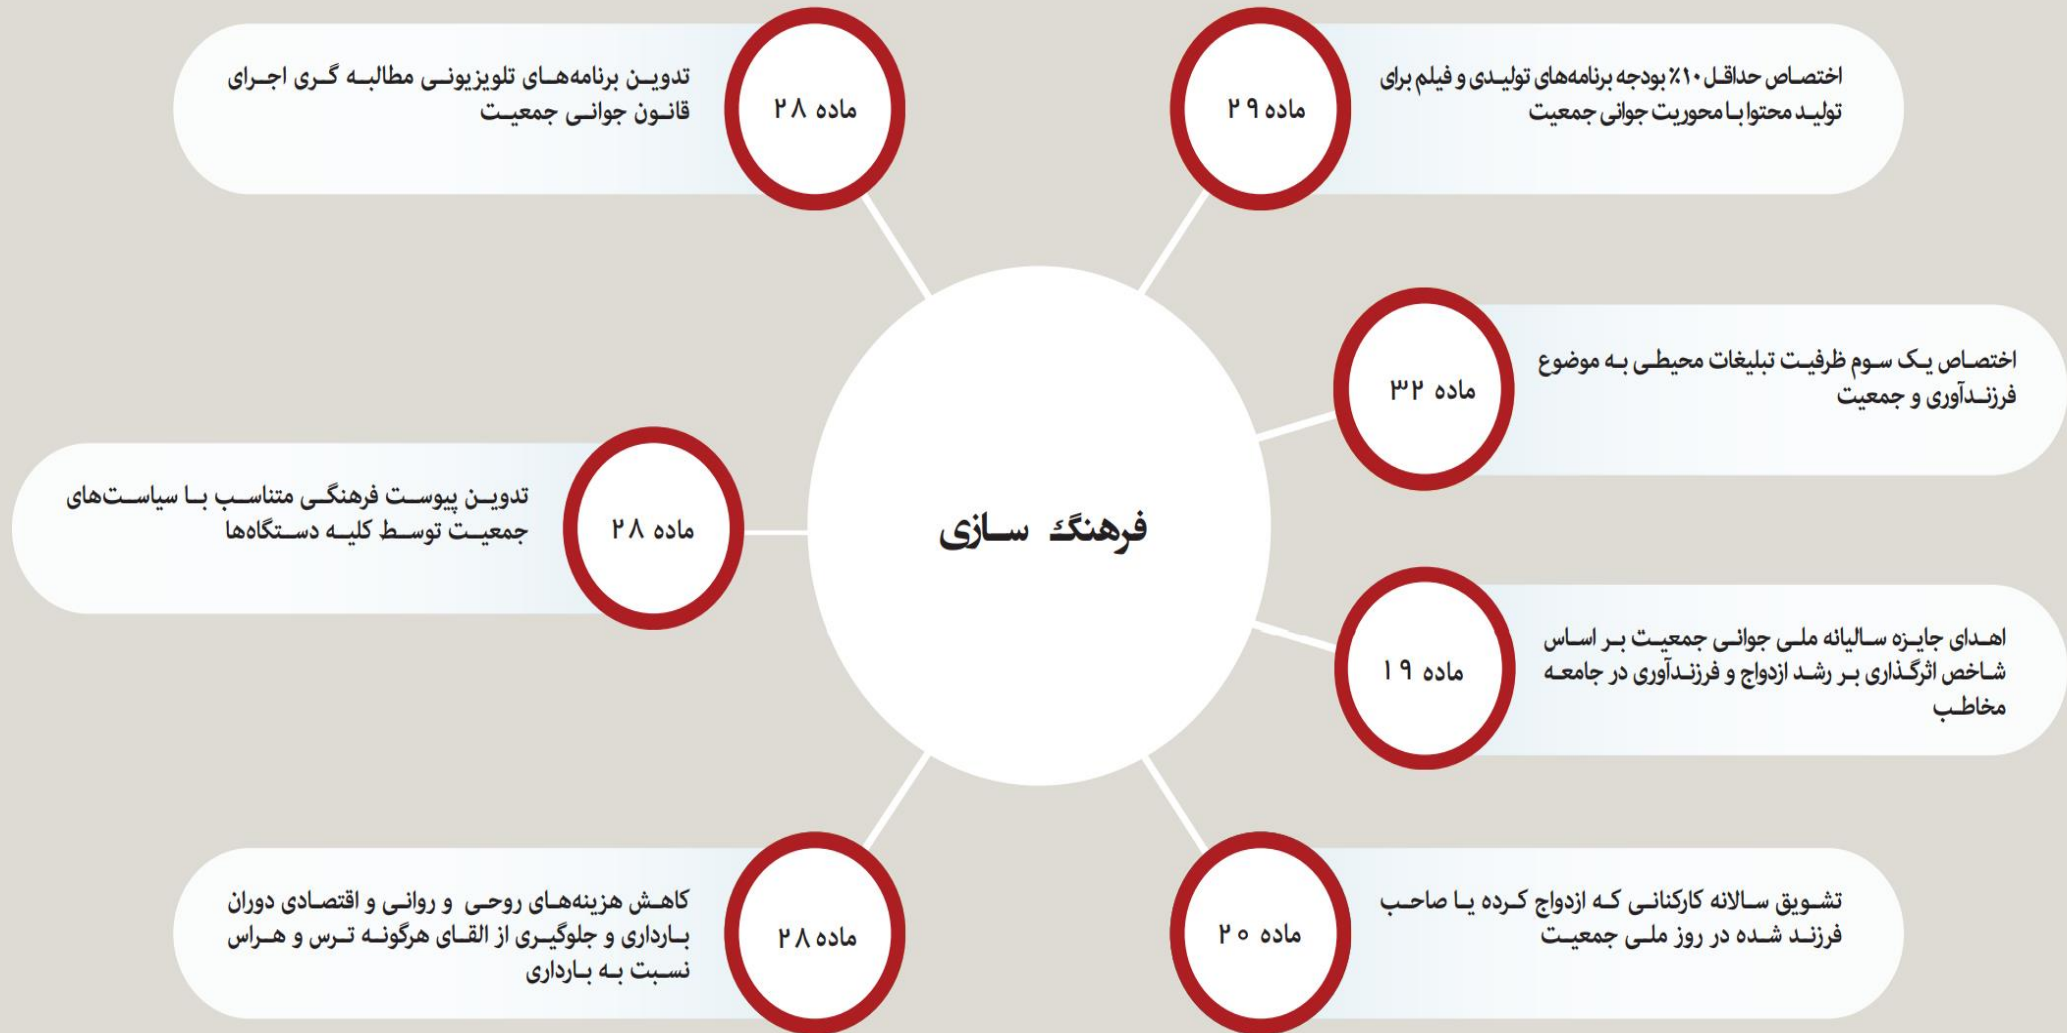 ماده ۲۹
اختصاص حداقل ۱۰٪ بودجه برنامه‌های تولیدی و فیلم برای
تولید محتوا با محوریت جوانی جمعیت
ماده ۲۸
تدوین برنامه‌های تلویزیونی مطالبه گری اجرای
قانون جوانی جمعیت
ماده ۳۲
اختصاص یک سوم ظرفیت تبلیغات محیطی به موضوع
فرزندآوری و جمعیت
فرهنگ سازی
ماده ۲۸
تدوین پیوست فرهنگی متناسب با سیاست‌های
جمعیت توسط کلیه دستگاه‌ها
ماده ۱۹
اهدای جایزه سالیانه ملی جوانی جمعیت بر اساس
شاخص اثرگذاری بر رشد ازدواج و فرزندآوری در جامعه
مخاطب
ماده ۲۰
تشویق سالانه کارکنانی که ازدواج کرده یا صاحب
فرزند شده در روز ملی جمعیت
ماده ۲۸
کاهش هزینه‌های روحی و روانی و اقتصادی دوران
بارداری و جلوگیری از القای هرگونه ترس و هراس
نسبت به بارداری